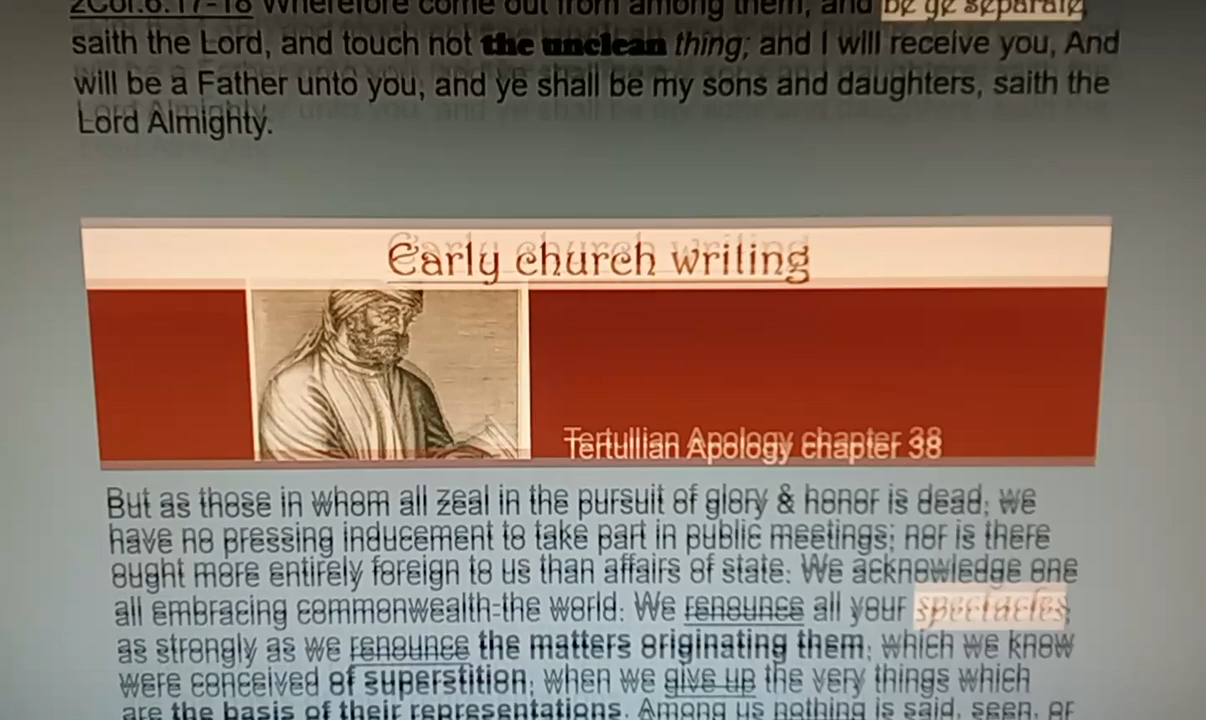 2Cor.6:17-18 Wherefore come out from among them, and be ye separate,
saith the Lord, and touch not the unclean thing; and I will receive you, And
will be a Father unto you, and ye shall be my sons and daughters, saith the
Lord Almighty.
Early church writing
Tertullian Apology chapter 38
But as those in whom all zeal in the pursuit of glory & honor is dead; we
have no pressing inducement to take part in public meetings; nor is there
ought more entirely foreign to us than affairs of state. We acknowledge one
all embracing commonwealth-the world. We renounce all your spectacles,
as strongly as we renounce the matters originating them, which we know
were conceived of superstition, when we give up the very things which
are the basis of their representations. Among us nothing is said, seen, or